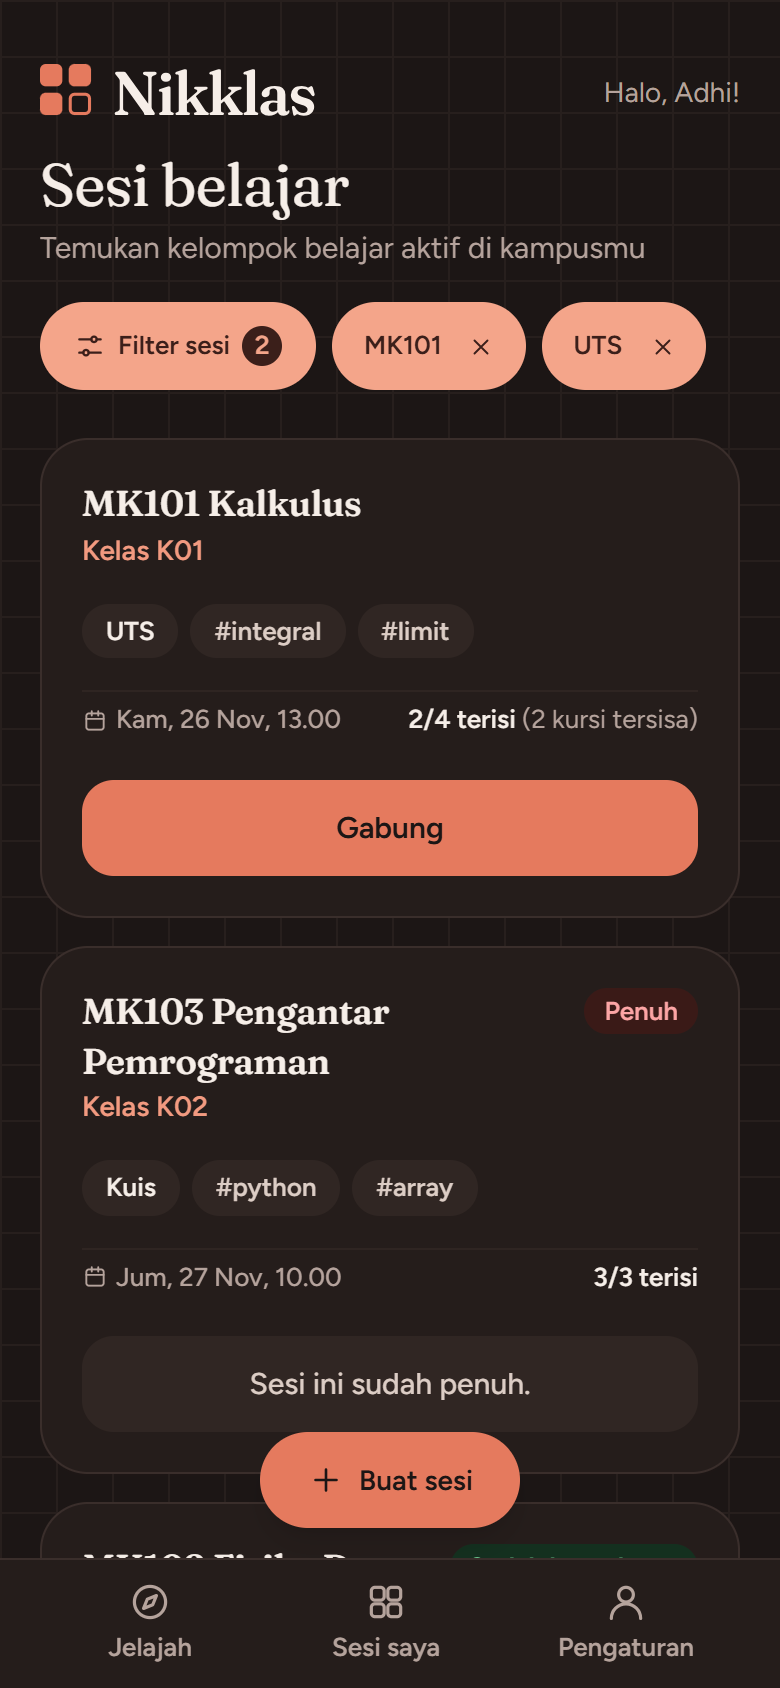 Nikklas
Halo, Adhi!
Sesi belajar
Temukan kelompok belajar aktif di kampusmu
Filter sesi 2
MK101 ×
UTS ×
MK101 Kalkulus
Kelas K01
UTS
#integral
#limit
Kam, 26 Nov, 13.00
2/4 terisi (2 kursi tersisa)
Gabung
MK103 Pengantar
Pemrograman
Penuh
Kelas K02
Kuis
#python
#array
Jum, 27 Nov, 10.00
3/3 terisi
Sesi ini sudah penuh.
+ Buat sesi
Jelajah
Sesi saya
Pengaturan